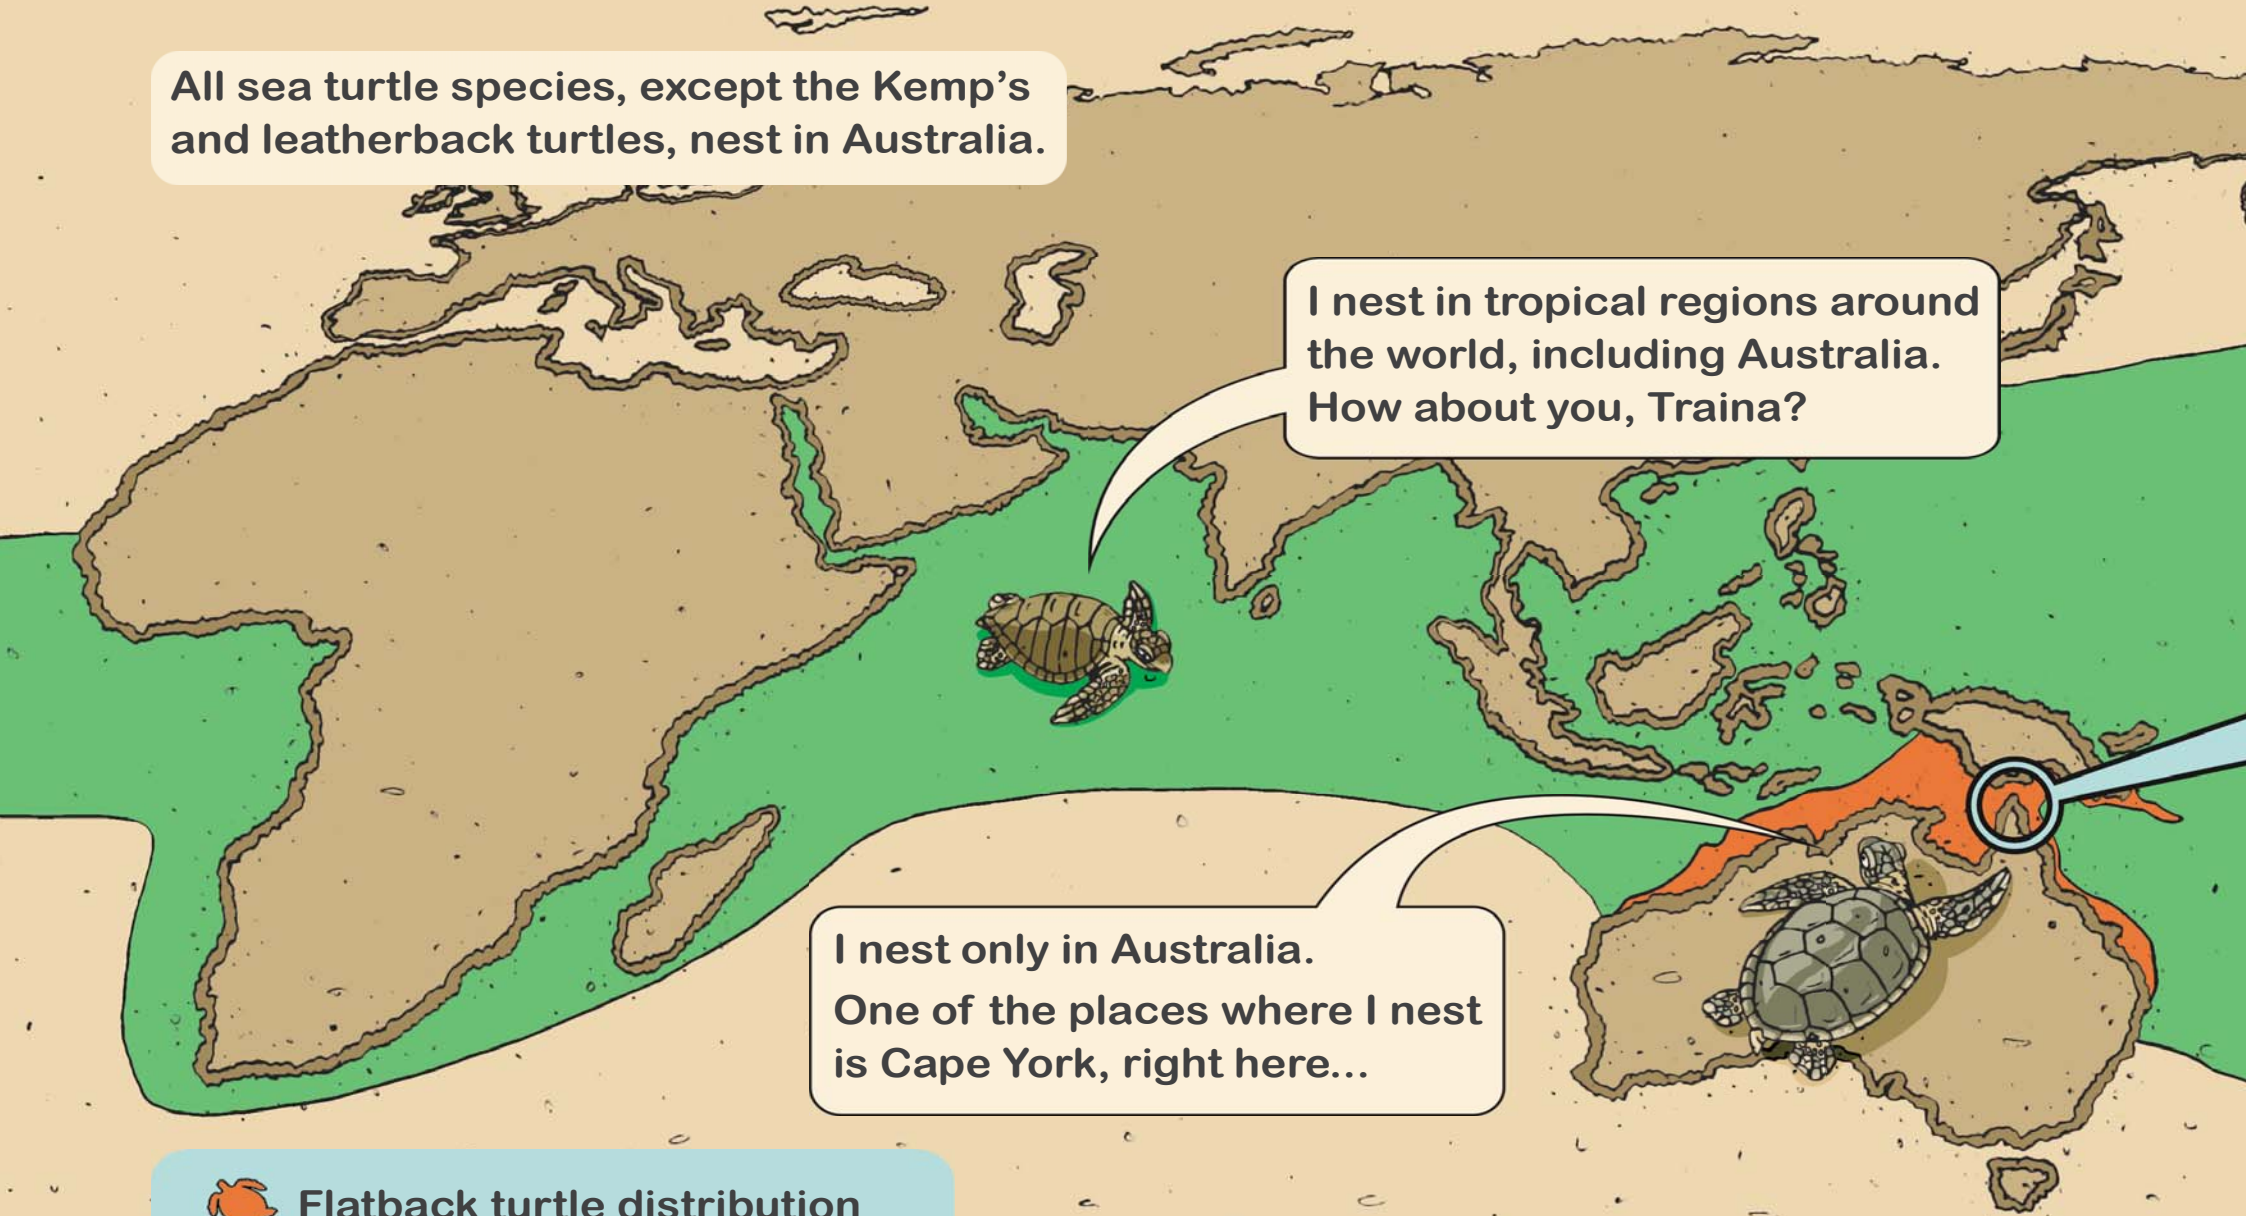 All sea turtle species, except the Kemp's
and leatherback turtles, nest in Australia.
I nest in tropical regions around
the world, including Australia.
How about you, Traina?
I nest only in Australia.
One of the places where I nest
is Cape York, right here...
Flatback turtle distribution